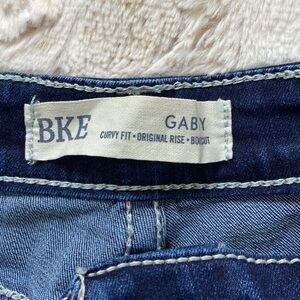 BKE
GABY
CURVY FIT • ORIGINAL RISE • BOOTCUT